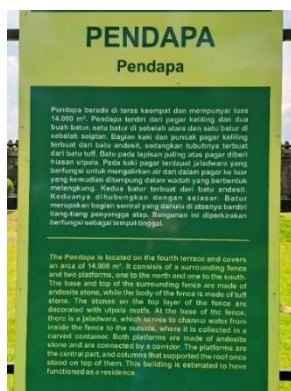 PENDAPA
Pendapa
Pendapa berada di teras keempat dan mempunyai luas
14.000 m². Pendapa terdiri dari pagar keliling dan dua
buah batur, satu batur di sebelah utara dan satu batur di
sebelah selatan. Bagian kaki dan puncak pagar keliling
terbuat dari batu andesit, sedangkan tubuhnya terbuat
dari batu tuff. Batu pada lapisan paling atas pagar diberi
hiasan utpala. Pada kaki pagar terdapat jaladwara yang
berfungsi untuk mengalirkan air dari dalam pagar ke luar
yang kemudian ditampung dalam wadah yang berbentuk
melengkung. Kedua batur terbuat dari batu andesit.
Keduanya dihubungkan dengan selasar. Batur
merupakan bagian sentral yang dahulu di atasnya berdiri
tiang-tiang penyangga atap. Bangunan ini diperkirakan
berfungsi sebagai tempat tinggal.
The Pendapa is located on the fourth terrace and covers
an area of 14.000 m². It consists of a surrounding fence
and two platforms, one to the north and one to the south.
The base and top of the surrounding fence are made of
andesite stone, while the body of the fence is made of tuff
stone. The stones on the top layer of the fence are
decorated with utpala motifs. At the base of the fence,
there is a jaladwara, which serves to channel water from
inside the fence to the outside, where it is collected in a
curved container. Both platforms are made of andesite
stone and are connected by a corridor. The platforms are
the central part, and columns that supported the roof once
stood on top of them. This building is estimated to have
functioned as a residence.